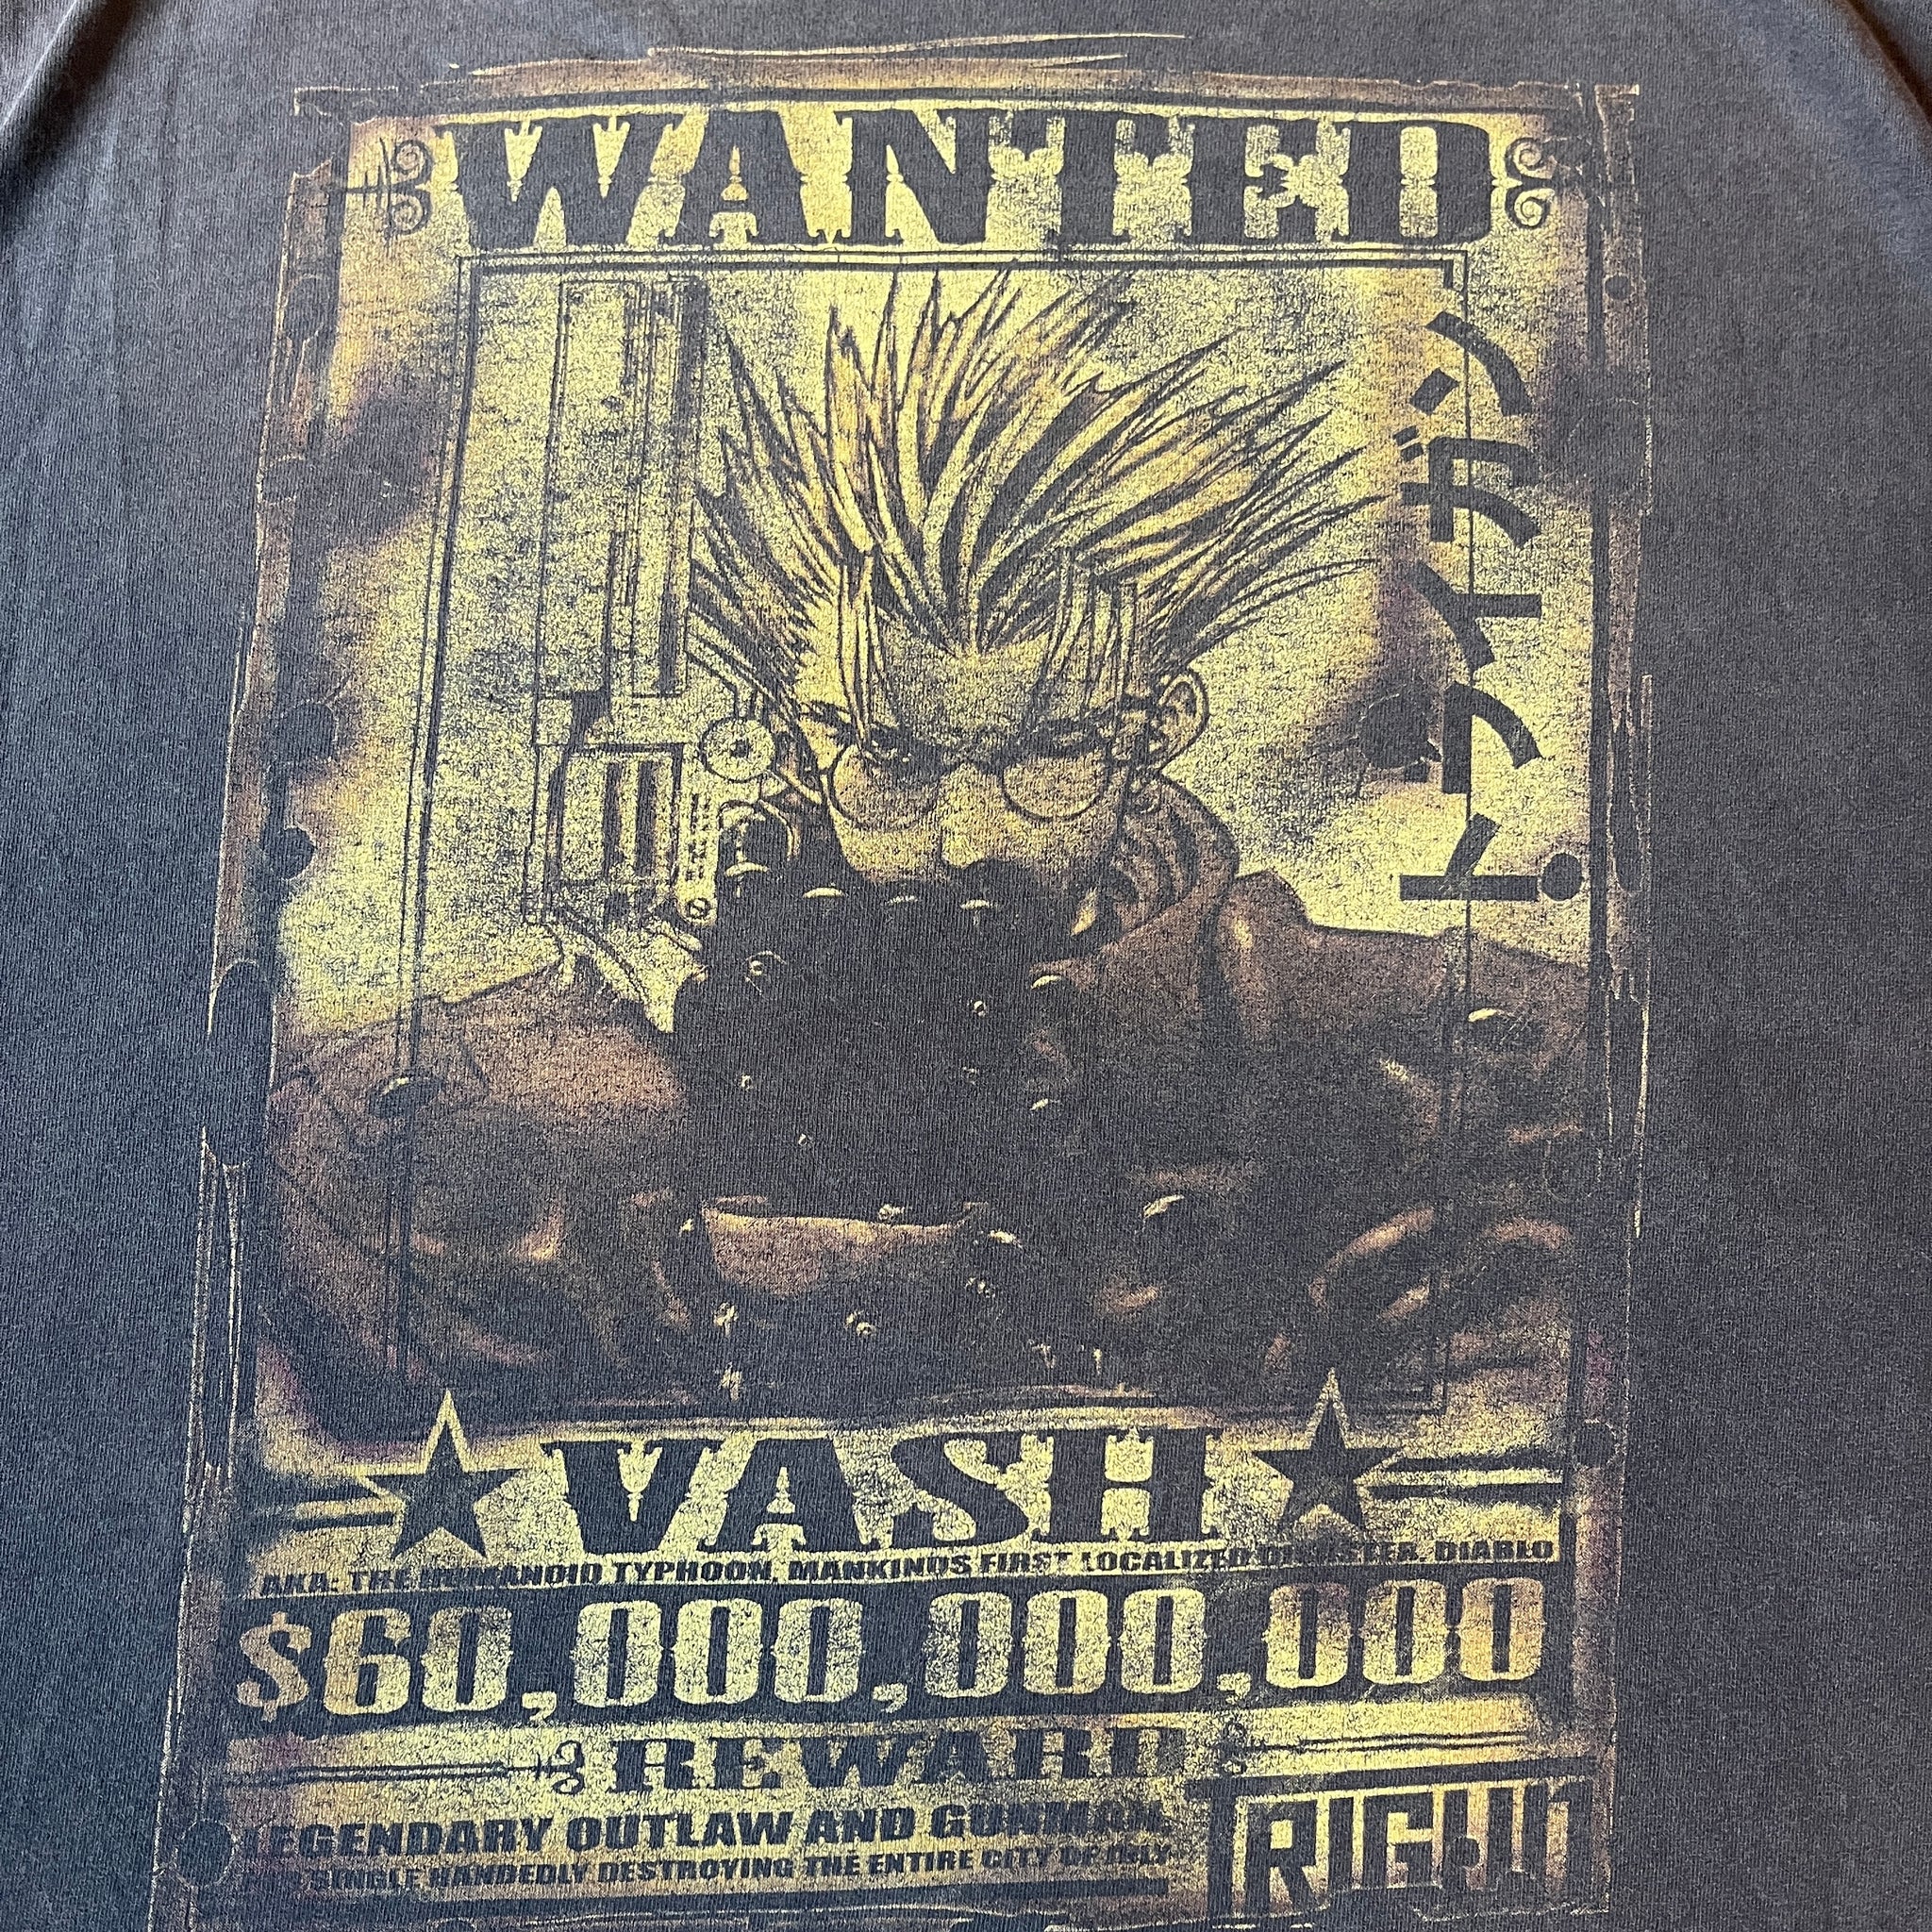 WANTED
トライガン
VASH
AKA: THE HUMANOID TYPHOON, MANKINDS FIRST LOCALIZED DISASTER, DIABLO
$60,000,000,000
REWARD
LEGENDARY OUTLAW AND GUNMAN
SINGLE HANDEDLY DESTROYING THE ENTIRE CITY OF JULY
TRIGUN